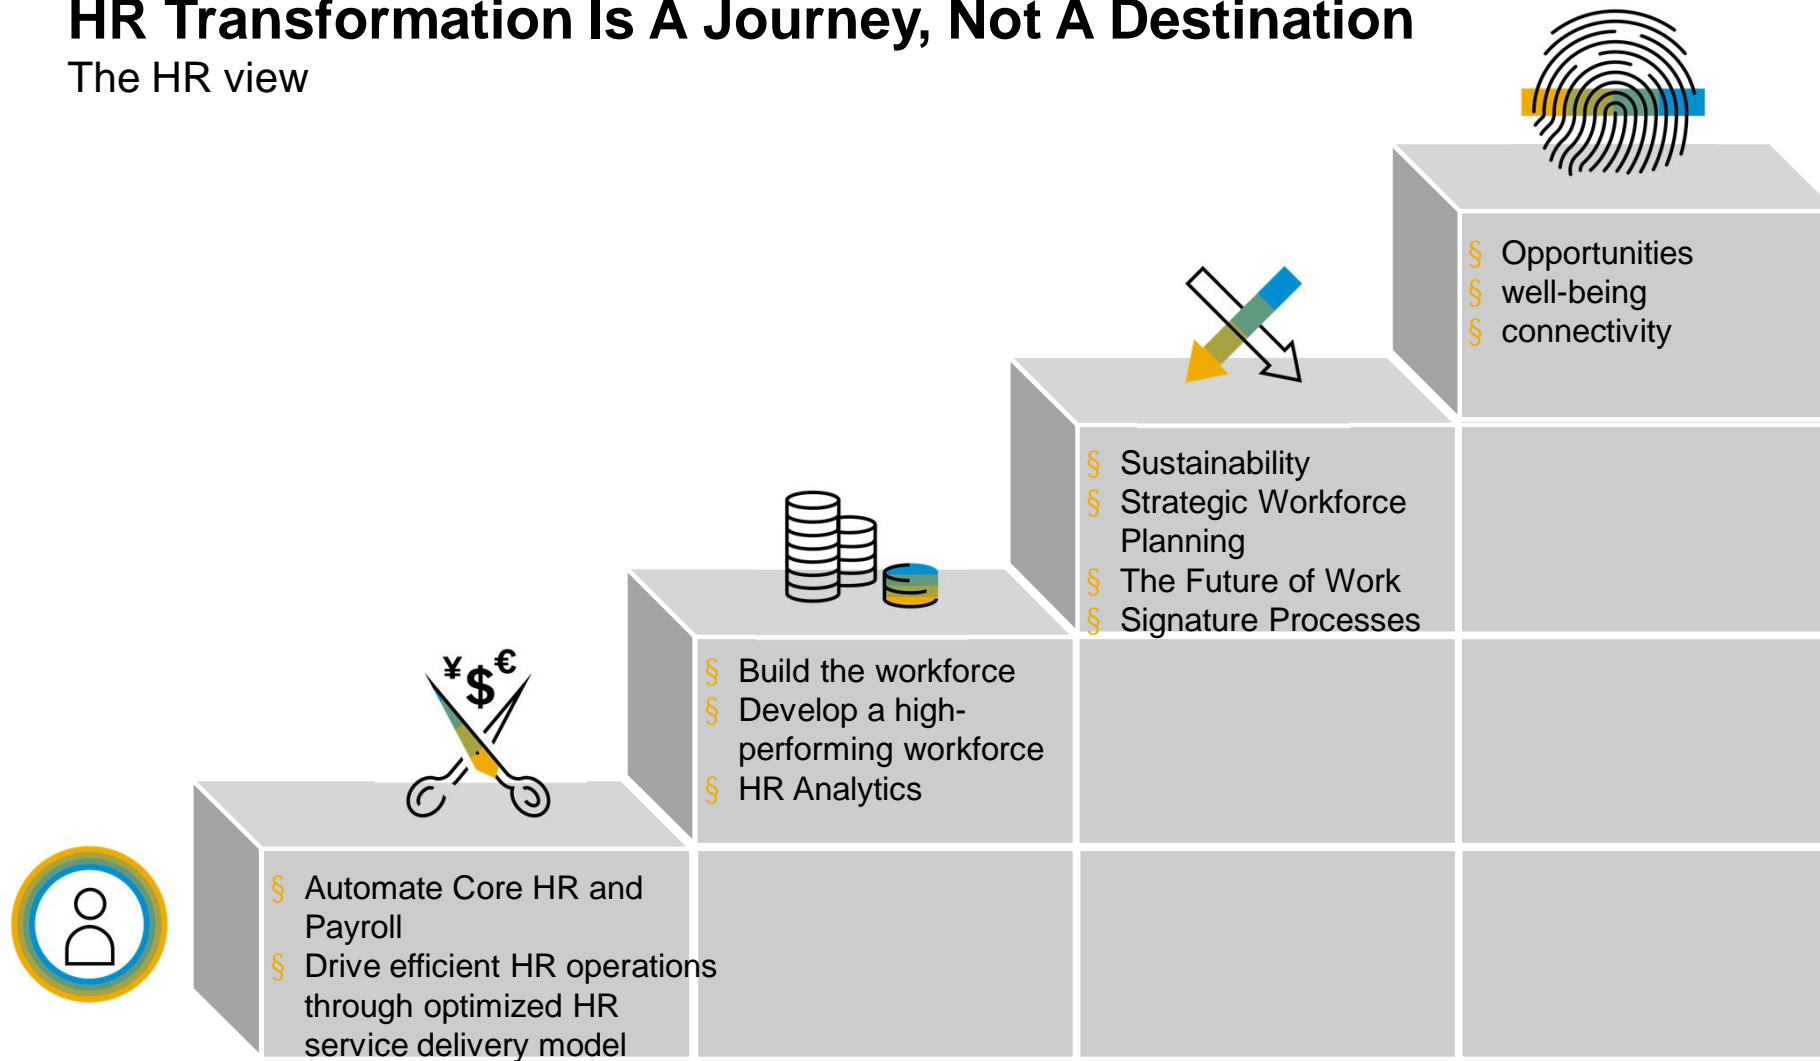 HR Transformation Is A Journey, Not A Destination
The HR view
§ Opportunities
§ well-being
§ connectivity
§ Sustainability
§ Strategic Workforce
Planning
§ The Future of Work
§ Signature Processes
§ Build the workforce
§ Develop a high-
performing workforce
§ HR Analytics
¥$€
§ Automate Core HR and
Payroll
§ Drive efficient HR operations
through optimized HR
service delivery model